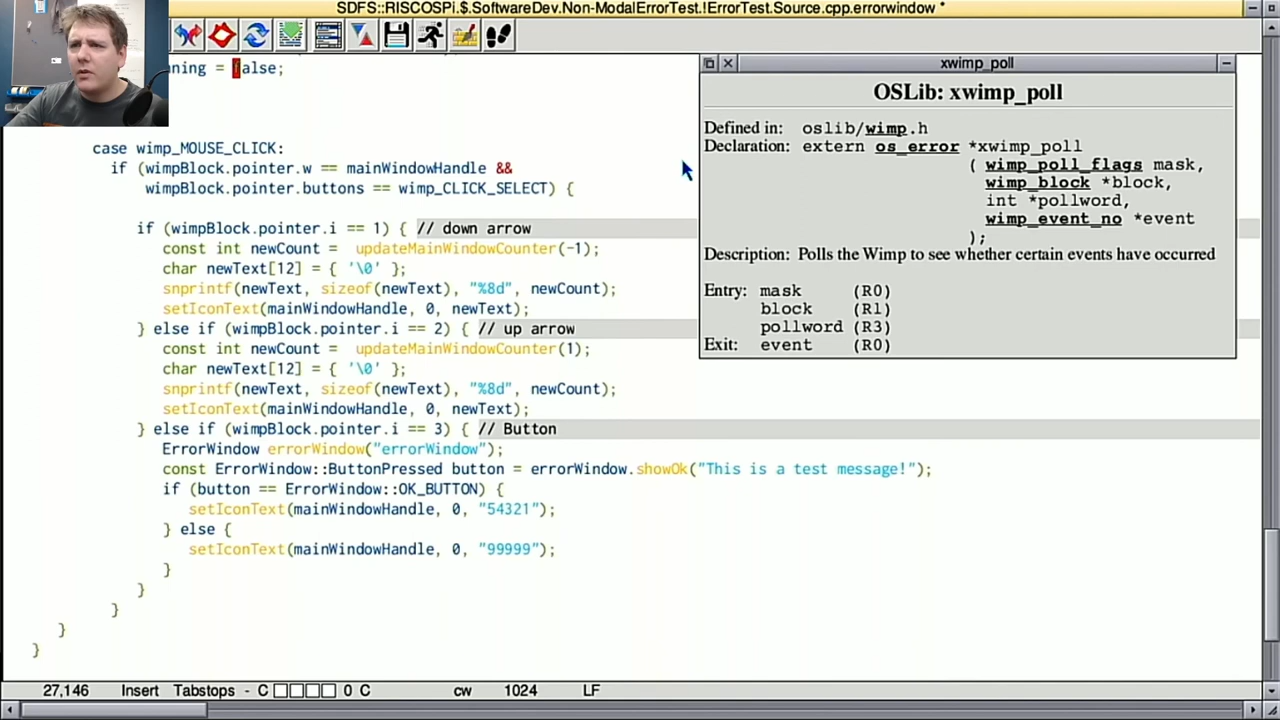 SDFS::RISCOSPi.$.SoftwareDev.Non-ModalErrorTest.!ErrorTest.Source.cpp.errorwindow *
nning = false;
case wimp_MOUSE_CLICK:
if (wimpBlock.pointer.w == mainWindowHandle &&
wimpBlock.pointer.buttons == wimp_CLICK_SELECT) {
if (wimpBlock.pointer.i == 1) { // down arrow
const int newCount = updateMainWindowCounter(-1);
char newText[12] = { '\0' };
snprintf(newText, sizeof(newText), "%8d", newCount);
setIconText(mainWindowHandle, 0, newText);
} else if (wimpBlock.pointer.i == 2) { // up arrow
const int newCount = updateMainWindowCounter(1);
char newText[12] = { '\0' };
snprintf(newText, sizeof(newText), "%8d", newCount);
setIconText(mainWindowHandle, 0, newText);
} else if (wimpBlock.pointer.i == 3) { // Button
ErrorWindow errorWindow("errorWindow");
const ErrorWindow::ButtonPressed button = errorWindow.showOk("This is a test message!");
if (button == ErrorWindow::OK_BUTTON) {
setIconText(mainWindowHandle, 0, "54321");
} else {
setIconText(mainWindowHandle, 0, "99999");
}
}
}
}
}
xwimp_poll
OSLib: xwimp_poll
Defined in: oslib/wimp.h
Declaration: extern os_error *xwimp_poll
( wimp_poll_flags mask,
wimp_block *block,
int *pollword,
wimp_event_no *event
);
Description: Polls the Wimp to see whether certain events have occurred
Entry: mask (R0)
block (R1)
pollword (R3)
Exit: event (R0)
27,146 Insert Tabstops - C 0 C cw 1024 LF